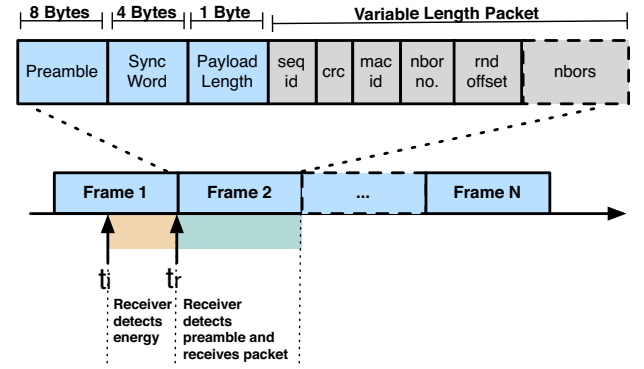 8 Bytes 4 Bytes 1 Byte Variable Length Packet
Preamble
Sync
Word
Payload
Length
seq
id
crc
mac
id
nbor
no.
rnd
offset
nbors
Frame 1 Frame 2 ... Frame N
ti tr
Receiver
detects
energy
Receiver
detects
preamble and
receives packet